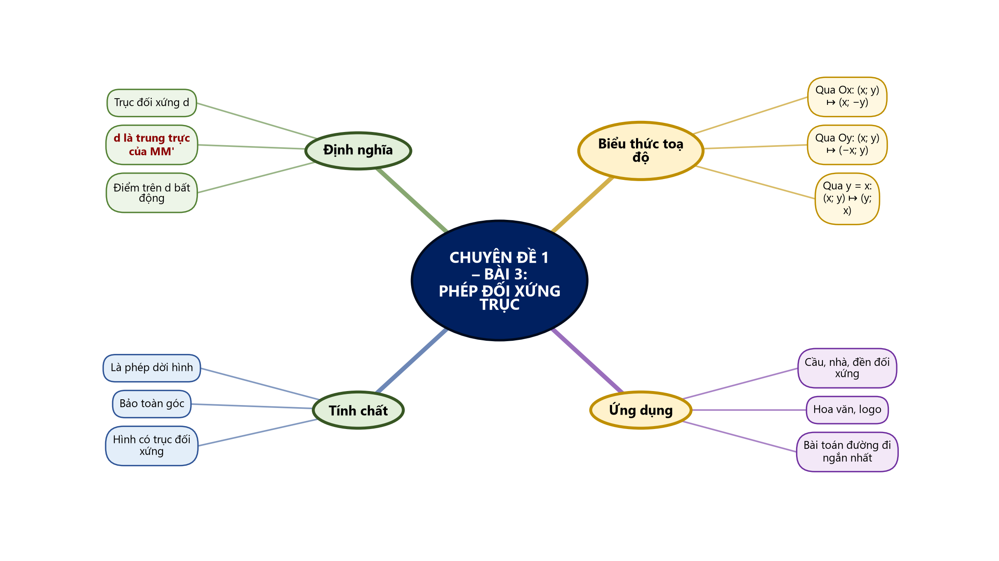 CHUYÊN ĐỀ 1
– BÀI 3:
PHÉP ĐỐI XỨNG
TRỤC
Định nghĩa
Trục đối xứng d
d là trung trực
của MM'
Điểm trên d bất
động
Biểu thức toạ
độ
Qua Ox: (x; y)
↦ (x; −y)
Qua Oy: (x; y)
↦ (−x; y)
Qua y = x:
(x; y) ↦ (y;
x)
Tính chất
Là phép dời hình
Bảo toàn góc
Hình có trục đối
xứng
Ứng dụng
Cầu, nhà, đền đối
xứng
Hoa văn, logo
Bài toán đường đi
ngắn nhất